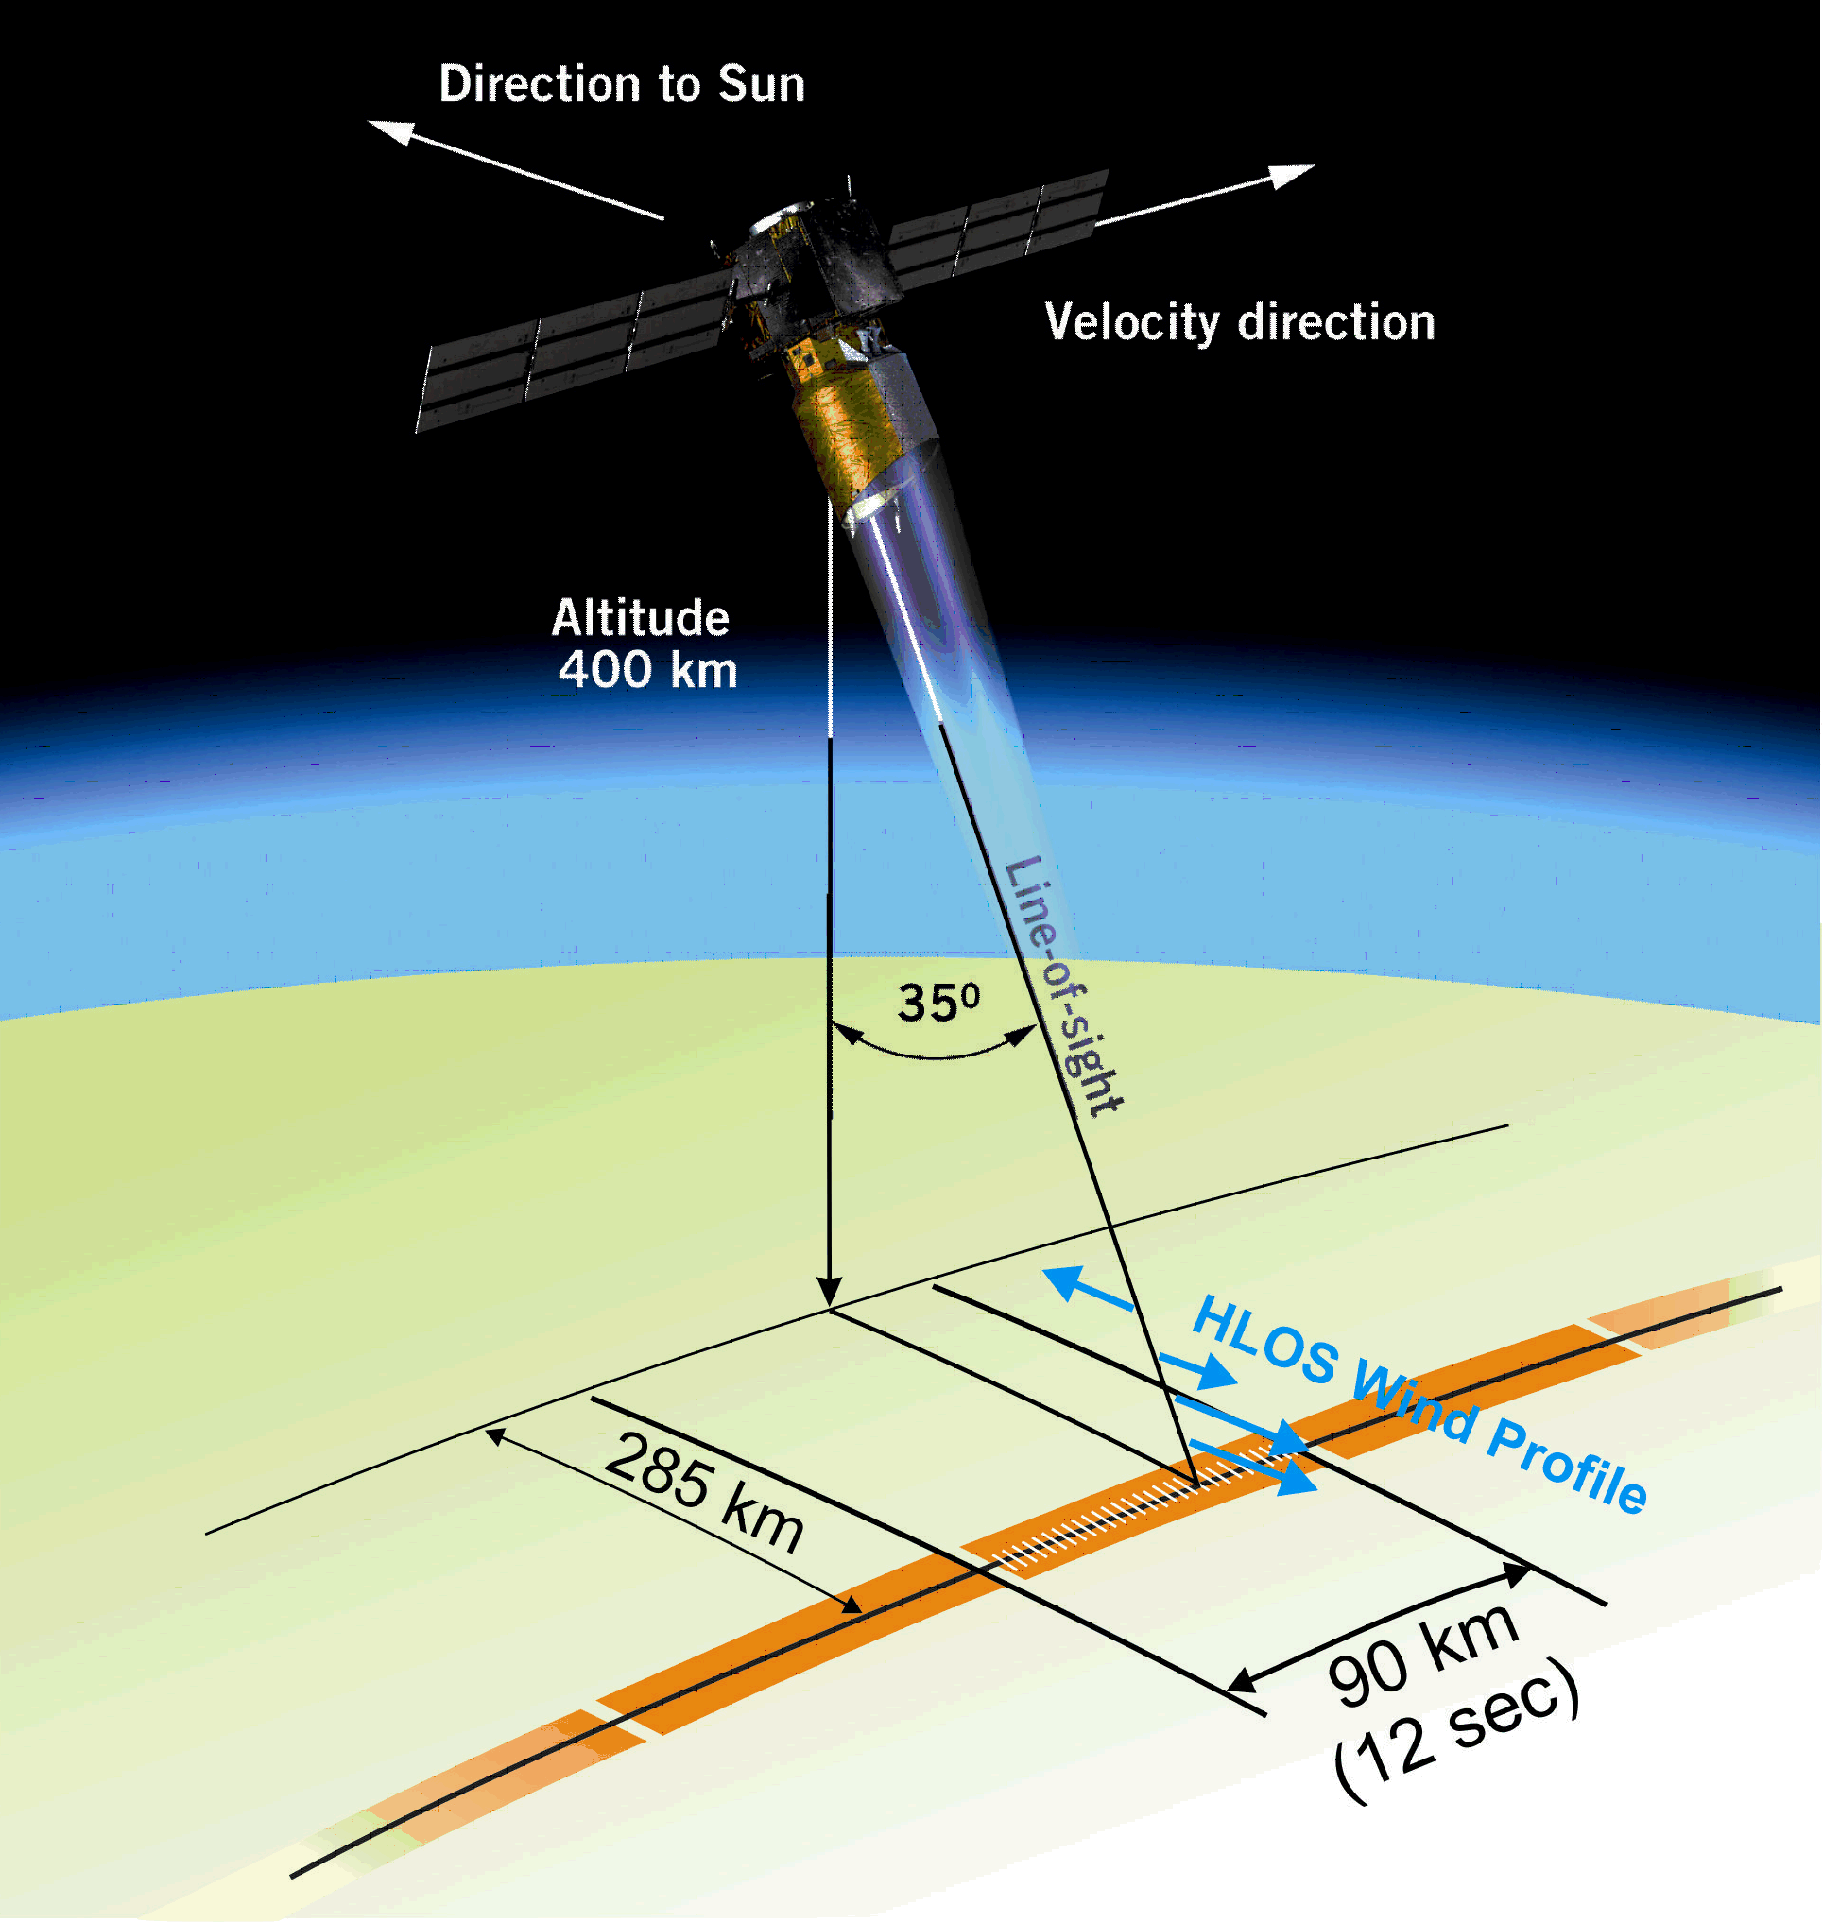 Direction to Sun
Velocity direction
Altitude
400 km
Line-of-sight
35⁰
HLOS Wind Profile
285 km
90 km
(12 sec)